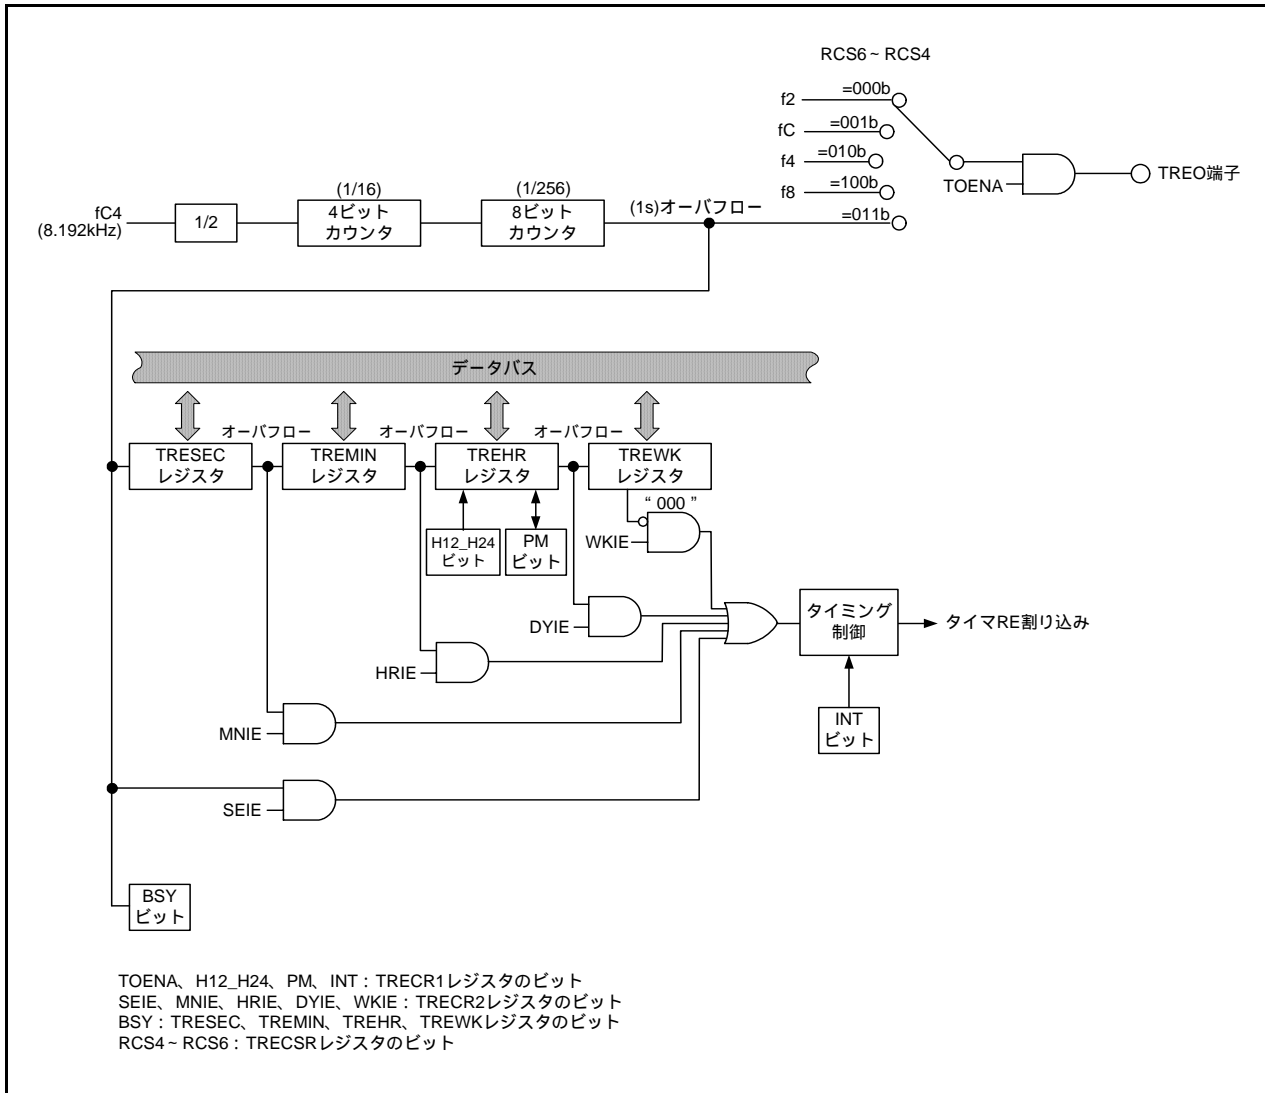 RCS6～RCS4
f2
=000b
fC
=001b
f4
=010b
f8
=100b
=011b
TOENA
TREO端子
fC4
(8.192kHz)
1/2
(1/16)
4ビット
カウンタ
(1/256)
8ビット
カウンタ
(1s)オーバフロー
データバス
オーバフロー
オーバフロー
オーバフロー
TRESEC
レジスタ
TREMIN
レジスタ
TREHR
レジスタ
TREWK
レジスタ
H12_H24
ビット
PM
ビット
“ 000 ”
WKIE
DYIE
HRIE
MNIE
SEIE
タイミング
制御
タイマRE割り込み
INT
ビット
BSY
ビット
TOENA、H12_H24、PM、INT：TRECR1レジスタのビット
SEIE、MNIE、HRIE、DYIE、WKIE：TRECR2レジスタのビット
BSY：TRESEC、TREMIN、TREHR、TREWKレジスタのビット
RCS4～RCS6：TRECSRレジスタのビット